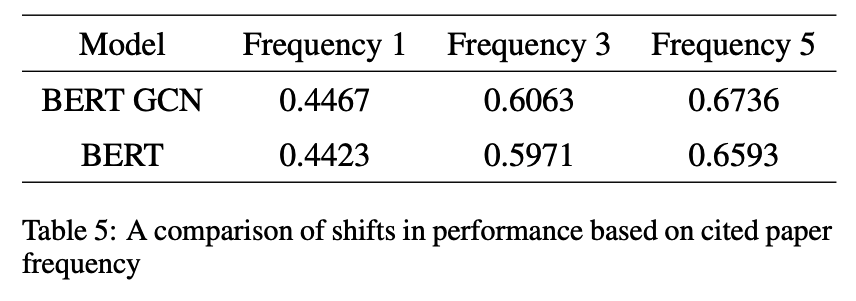 Model Frequency 1 Frequency 3 Frequency 5
BERT GCN 0.4467 0.6063 0.6736
BERT 0.4423 0.5971 0.6593
Table 5: A comparison of shifts in performance based on cited paper
frequency